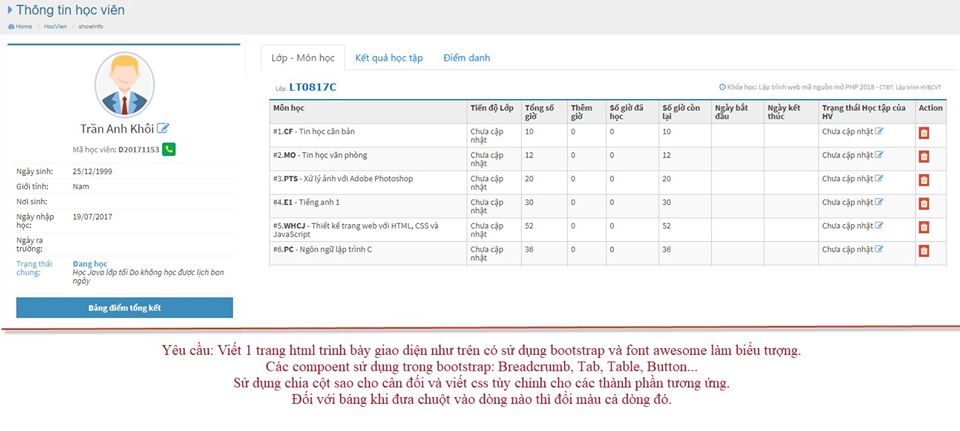 Thông tin học viên
Home / HocVien / showInfo
Trần Anh Khôi
Mã học viên: D20171153
Ngày sinh: 25/12/1999
Giới tính: Nam
Nơi sinh:
Ngày nhập học: 19/07/2017
Ngày ra trường:
Trạng thái chung: Đang học
Học Java lớp tối Do không học được lịch ban ngày
Bảng điểm tổng kết
Lớp - Môn học Kết quả học tập Điểm danh
Lớp: LT0817C Khóa học: Lập trình web mã nguồn mở PHP 2018 - CTĐT: Lập trình HVBCVT
Môn học Tiến độ Lớp Tổng số giờ Thêm giờ Số giờ đã học Số giờ còn lại Ngày bắt đầu Ngày kết thúc Trạng thái Học tập của HV Action
#1.CF - Tin học căn bản Chưa cập nhật 10 0 0 10 Chưa cập nhật
#2.MO - Tin học văn phòng Chưa cập nhật 12 0 0 12 Chưa cập nhật
#3.PTS - Xử lý ảnh với Adobe Photoshop Chưa cập nhật 20 0 0 20 Chưa cập nhật
#4.E1 - Tiếng anh 1 Chưa cập nhật 30 0 0 30 Chưa cập nhật
#5.WHCJ - Thiết kế trang web với HTML, CSS và JavaScript Chưa cập nhật 52 0 0 52 Chưa cập nhật
#6.PC - Ngôn ngữ lập trình C Chưa cập nhật 36 0 0 36 Chưa cập nhật
Yêu cầu: Viết 1 trang html trình bày giao diện như trên có sử dụng bootstrap và font awesome làm biểu tượng.
Các compoent sử dụng trong bootstrap: Breadcrumb, Tab, Table, Button...
Sử dụng chia cột sao cho cân đối và viết css tùy chỉnh cho các thành phần tương ứng.
Đối với bảng khi đưa chuột vào dòng nào thì đổi màu cả dòng đó.